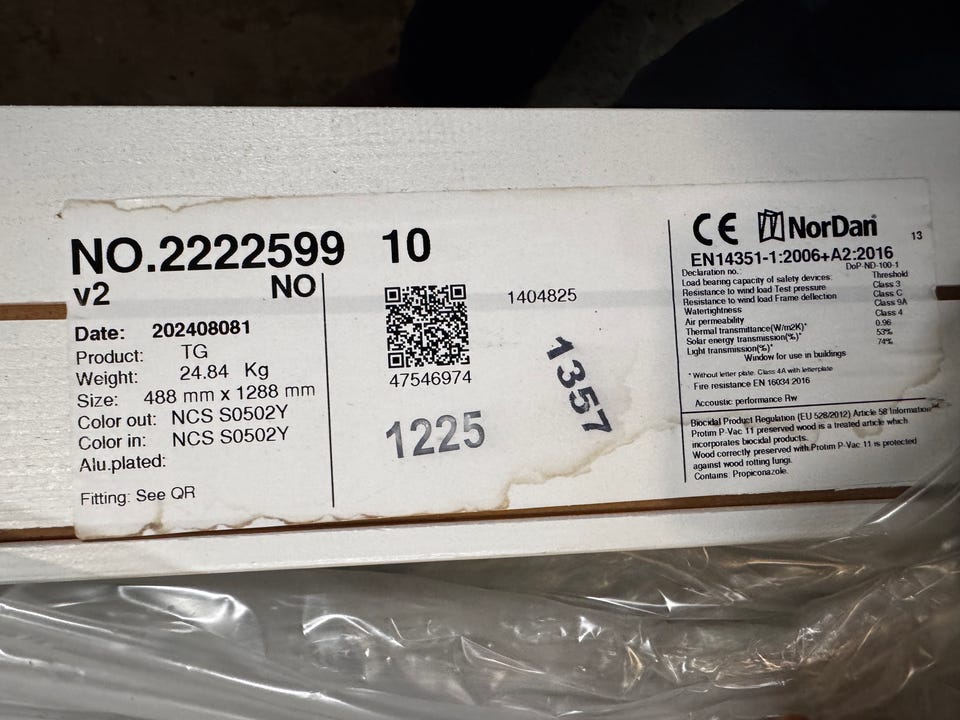 NO.2222599 10
v2 NO
Date: 202408081
Product: TG
Weight: 24.84 Kg
Size: 488 mm x 1288 mm
Color out: NCS S0502Y
Color in: NCS S0502Y
Alu.plated:
Fitting: See QR
1404825
47546974
1225
1357
CE NorDan
13
EN14351-1:2006+A2:2016
Declaration no.: DoP-ND-100-1
Load bearing capacity of safety devices: Threshold
Resistance to wind load Test pressure Class 3
Resistance to wind load Frame deflection Class C
Watertightness Class 9A
Air permeability Class 4
Thermal transmittance(W/m2K)* 0.96
Solar energy transmission(%)* 53%
Light transmission(%)* 74%
Window for use in buildings
* Without letter plate. Class 4A with letterplate
Fire resistance EN 16034:2016
Accoustic performance Rw
Biocidal Product Regulation (EU 528/2012) Article 58 Information
Protim P-Vac 11 preserved wood is a treated article which
incorporates biocidal products.
Wood correctly preserved with Protim P-Vac 11 is protected
against wood rotting fungi.
Contains: Propiconazole.